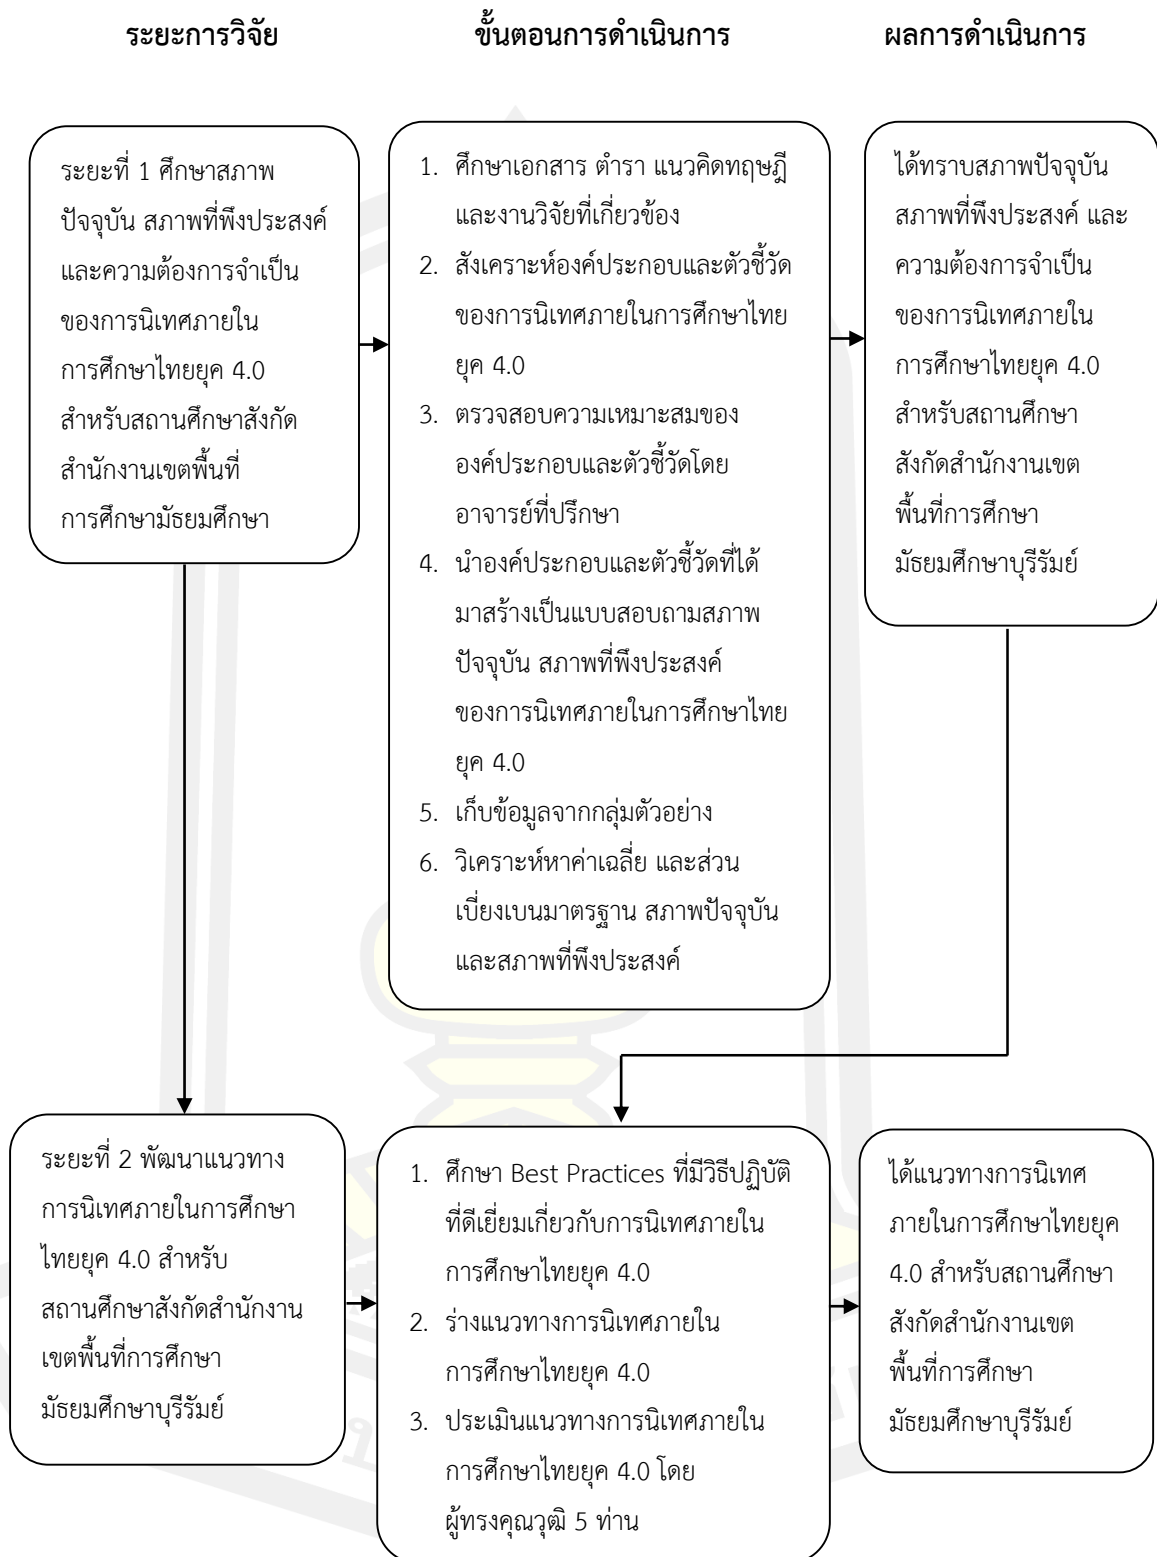 ระยะการวิจัย
ขั้นตอนการดำเนินการ
ผลการดำเนินการ
ระยะที่ 1 ศึกษาสภาพ
ปัจจุบัน สภาพที่พึงประสงค์
และความต้องการจำเป็น
ของการนิเทศภายใน
การศึกษาไทยยุค 4.0
สำหรับสถานศึกษาสังกัด
สำนักงานเขตพื้นที่
การศึกษามัธยมศึกษา
1. ศึกษาเอกสาร ตำรา แนวคิดทฤษฎี
และงานวิจัยที่เกี่ยวข้อง
2. สังเคราะห์องค์ประกอบและตัวชี้วัด
ของการนิเทศภายในการศึกษาไทย
ยุค 4.0
3. ตรวจสอบความเหมาะสมของ
องค์ประกอบและตัวชี้วัดโดย
อาจารย์ที่ปรึกษา
4. นำองค์ประกอบและตัวชี้วัดที่ได้
มาสร้างเป็นแบบสอบถามสภาพ
ปัจจุบัน สภาพที่พึงประสงค์
ของการนิเทศภายในการศึกษาไทย
ยุค 4.0
5. เก็บข้อมูลจากกลุ่มตัวอย่าง
6. วิเคราะห์หาค่าเฉลี่ย และส่วน
เบี่ยงเบนมาตรฐาน สภาพปัจจุบัน
และสภาพที่พึงประสงค์
ได้ทราบสภาพปัจจุบัน
สภาพที่พึงประสงค์ และ
ความต้องการจำเป็น
ของการนิเทศภายใน
การศึกษาไทยยุค 4.0
สำหรับสถานศึกษา
สังกัดสำนักงานเขต
พื้นที่การศึกษา
มัธยมศึกษาบุรีรัมย์
ระยะที่ 2 พัฒนาแนวทาง
การนิเทศภายในการศึกษา
ไทยยุค 4.0 สำหรับ
สถานศึกษาสังกัดสำนักงาน
เขตพื้นที่การศึกษา
มัธยมศึกษาบุรีรัมย์
1. ศึกษา Best Practices ที่มีวิธีปฏิบัติ
ที่ดีเยี่ยมเกี่ยวกับการนิเทศภายใน
การศึกษาไทยยุค 4.0
2. ร่างแนวทางการนิเทศภายใน
การศึกษาไทยยุค 4.0
3. ประเมินแนวทางการนิเทศภายใน
การศึกษาไทยยุค 4.0 โดย
ผู้ทรงคุณวุฒิ 5 ท่าน
ได้แนวทางการนิเทศ
ภายในการศึกษาไทยยุค
4.0 สำหรับสถานศึกษา
สังกัดสำนักงานเขต
พื้นที่การศึกษา
มัธยมศึกษาบุรีรัมย์